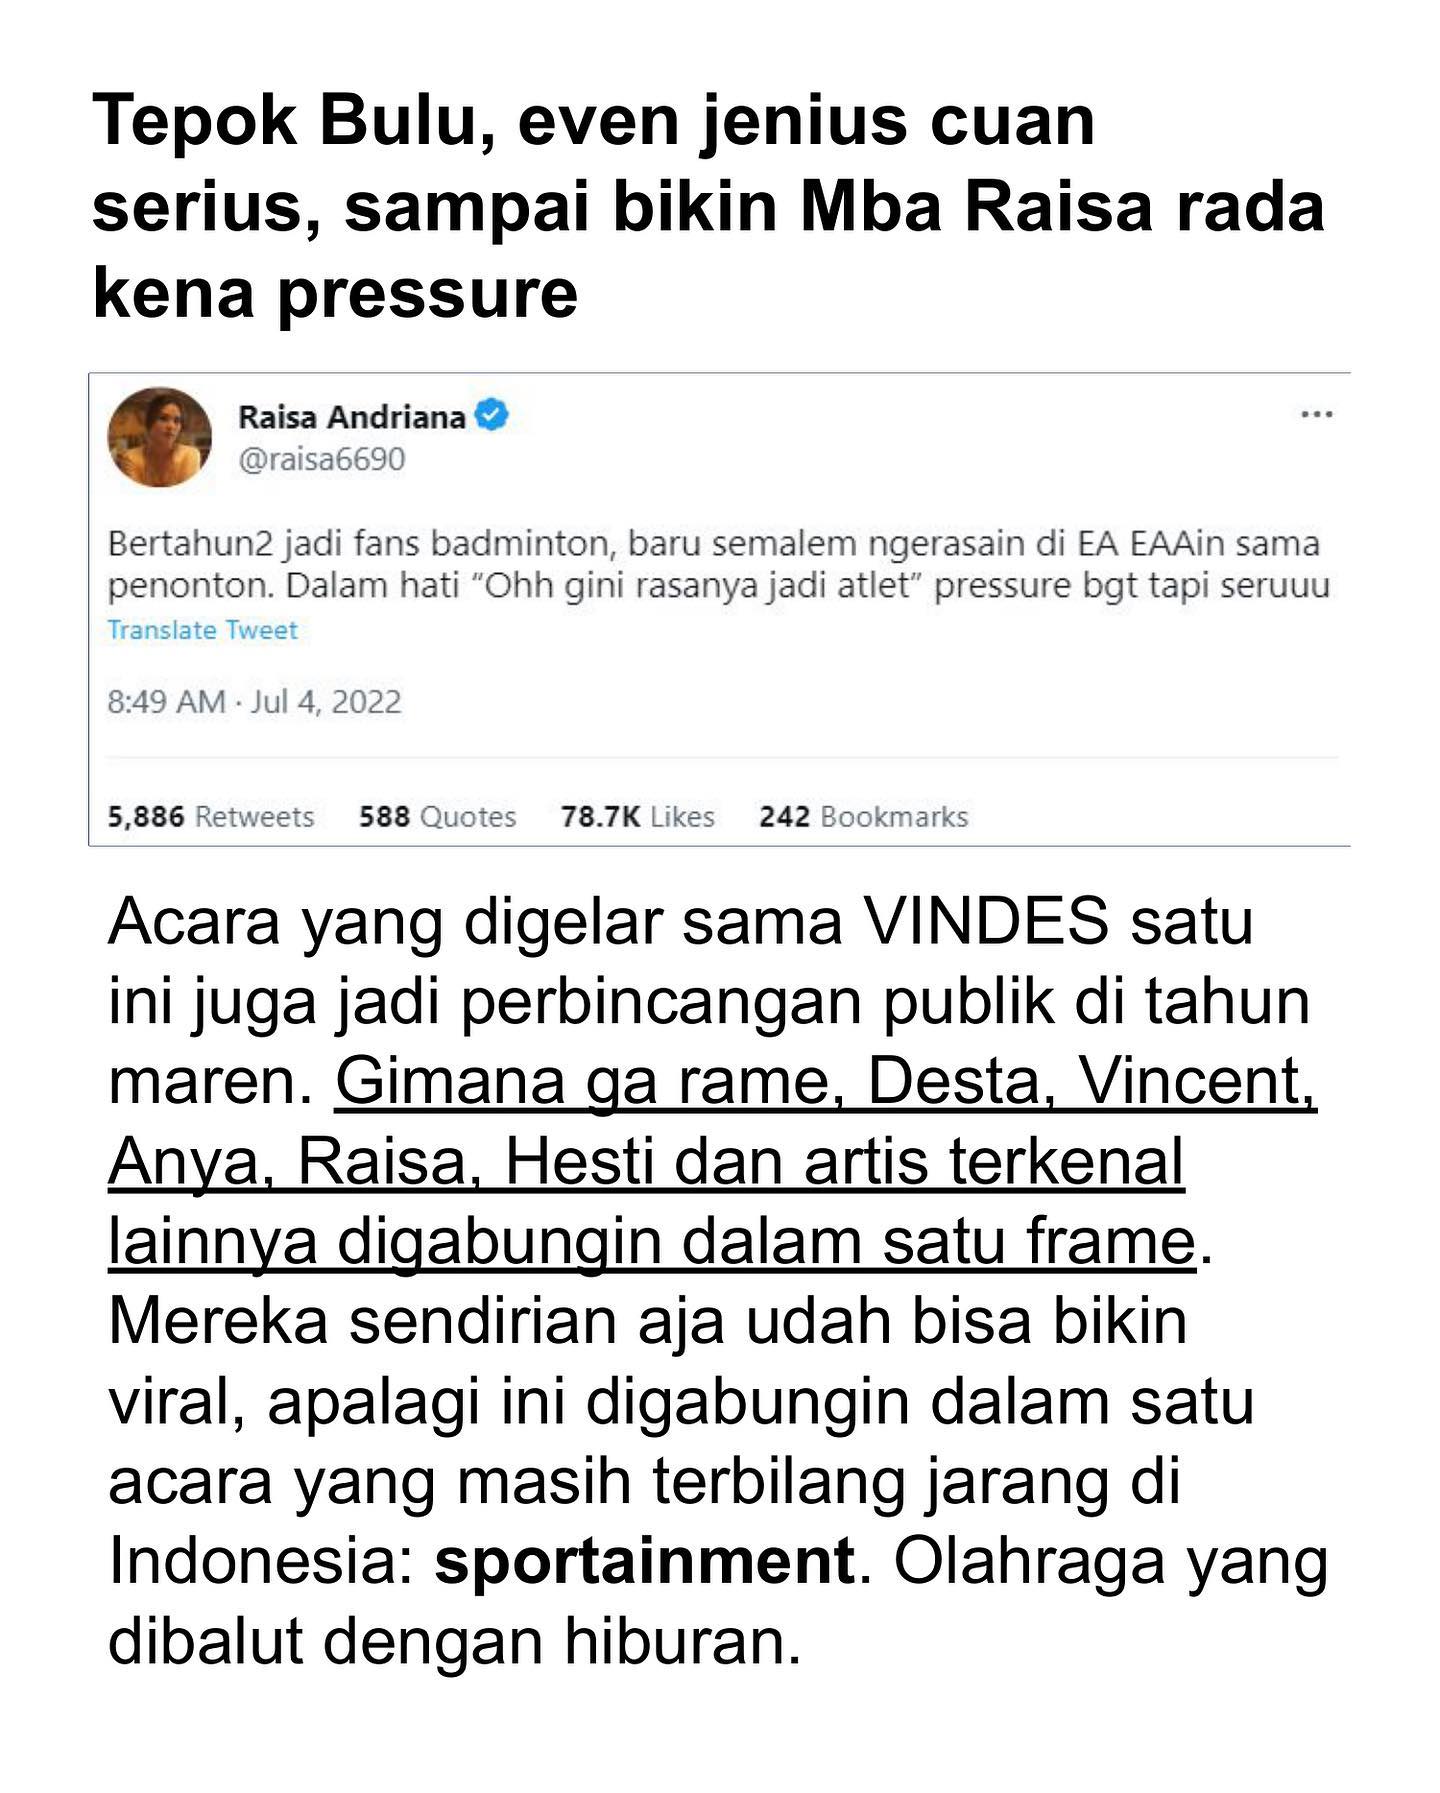 Tepok Bulu, even jenius cuan
serius, sampai bikin Mba Raisa rada
kena pressure
Raisa Andriana
@raisa6690
Bertahun2 jadi fans badminton, baru semalem ngerasain di EA EAAin sama
penonton. Dalam hati “Ohh gini rasanya jadi atlet” pressure bgt tapi seruuu
Translate Tweet
8:49 AM · Jul 4, 2022
5,886 Retweets 588 Quotes 78.7K Likes 242 Bookmarks
Acara yang digelar sama VINDES satu
ini juga jadi perbincangan publik di tahun
maren. Gimana ga rame, Desta, Vincent,
Anya, Raisa, Hesti dan artis terkenal
lainnya digabungin dalam satu frame.
Mereka sendirian aja udah bisa bikin
viral, apalagi ini digabungin dalam satu
acara yang masih terbilang jarang di
Indonesia: sportainment. Olahraga yang
dibalut dengan hiburan.